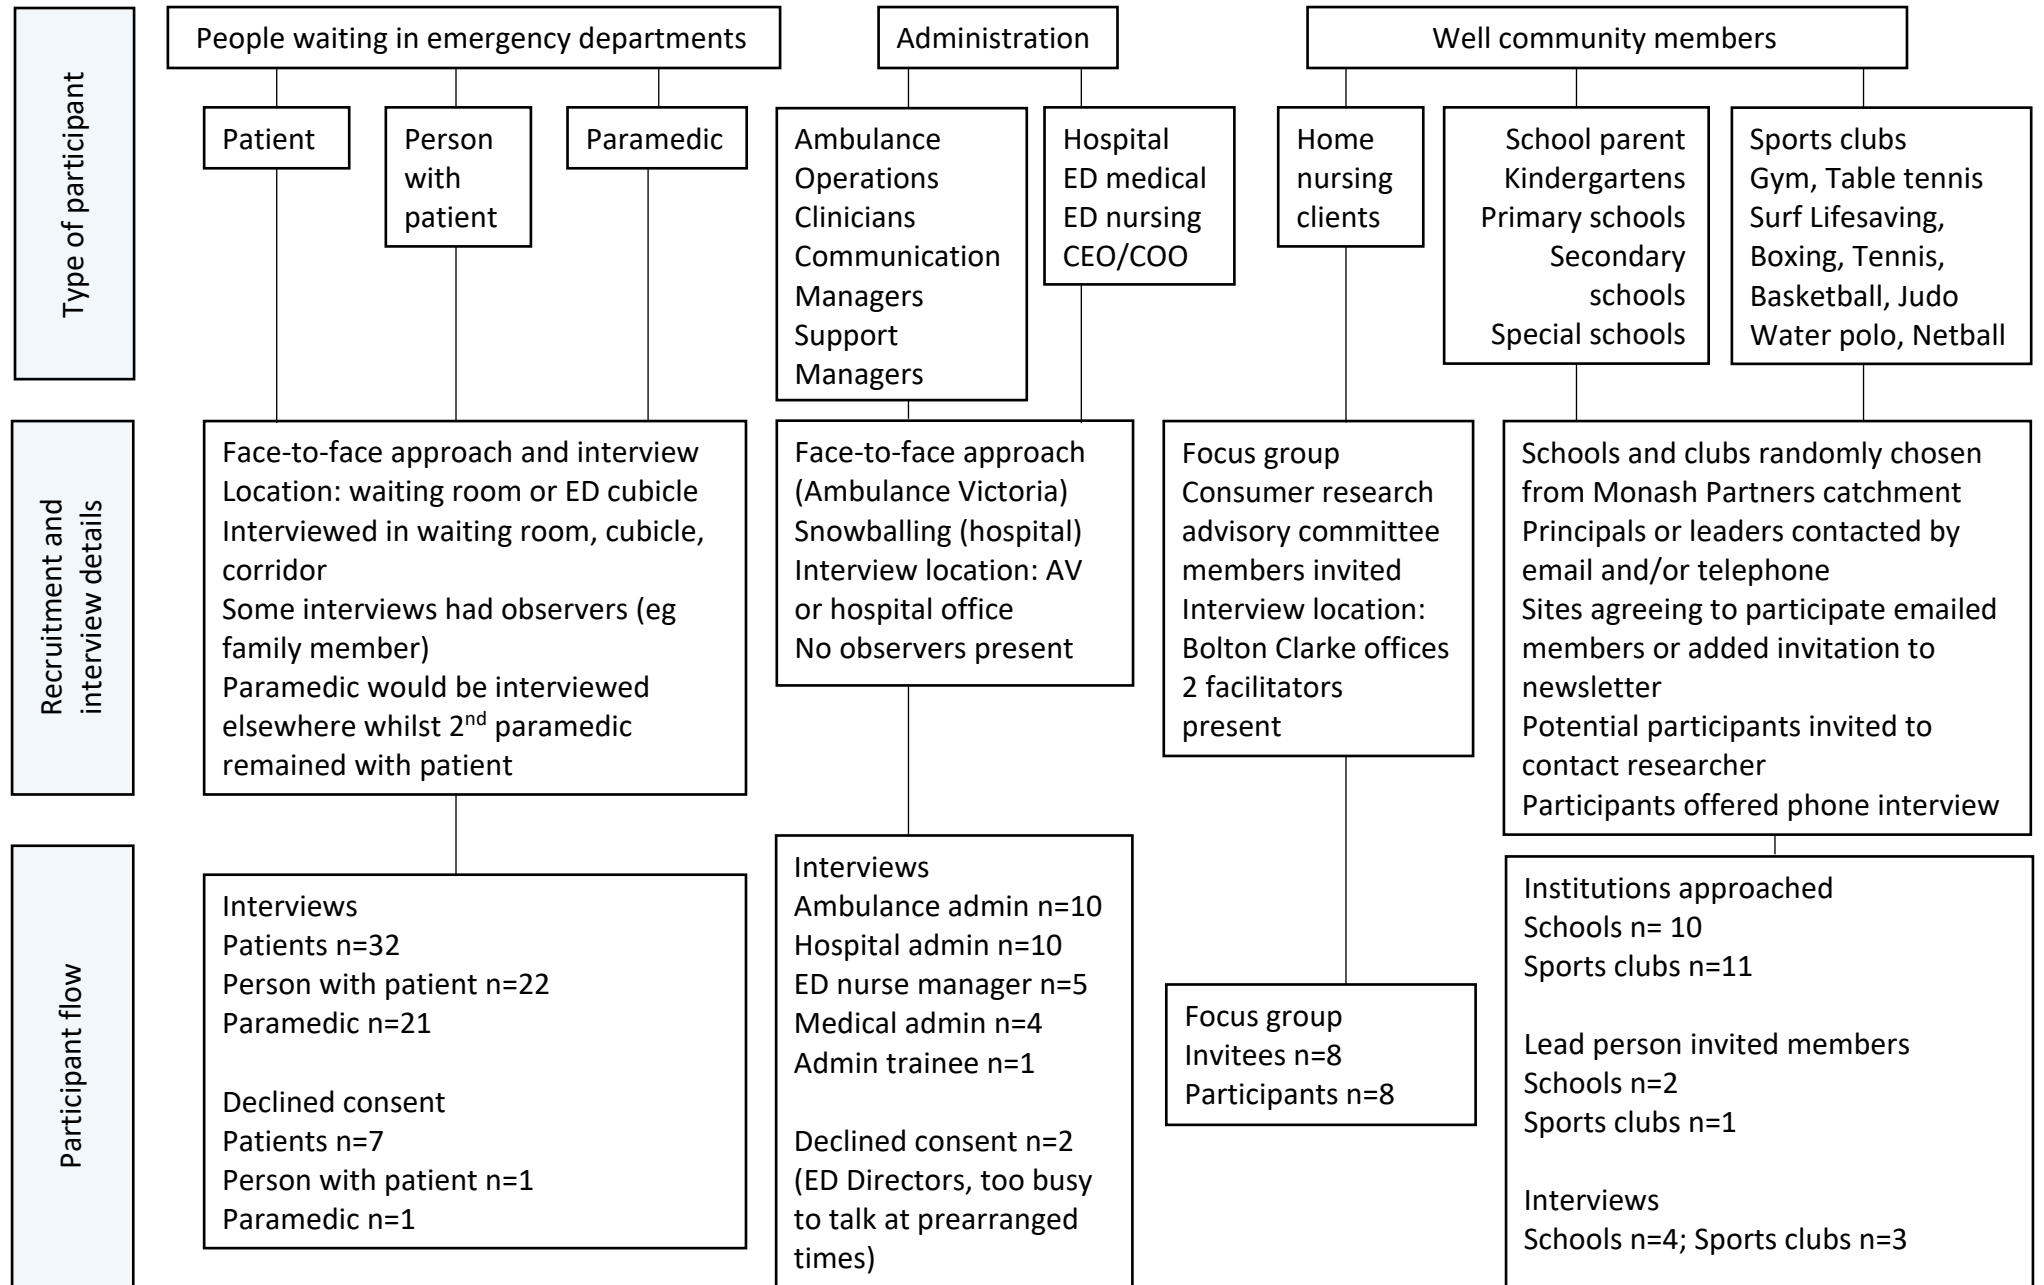 Type of participant
People waiting in emergency departments
Administration
Well community members
Patient
Person
with
patient
Paramedic
Ambulance
Operations
Clinicians
Communication
Managers
Support
Managers
Hospital
ED medical
ED nursing
CEO/COO
Home
nursing
clients
School parent
Kindergartens
Primary schools
Secondary
schools
Special schools
Sports clubs
Gym, Table tennis
Surf Lifesaving,
Boxing, Tennis,
Basketball, Judo
Water polo, Netball
Recruitment and
interview details
Face-to-face approach and interview
Location: waiting room or ED cubicle
Interviewed in waiting room, cubicle,
corridor
Some interviews had observers (eg
family member)
Paramedic would be interviewed
elsewhere whilst 2nd paramedic
remained with patient
Face-to-face approach
(Ambulance Victoria)
Snowballing (hospital)
Interview location: AV
or hospital office
No observers present
Focus group
Consumer research
advisory committee
members invited
Interview location:
Bolton Clarke offices
2 facilitators
present
Schools and clubs randomly chosen
from Monash Partners catchment
Principals or leaders contacted by
email and/or telephone
Sites agreeing to participate emailed
members or added invitation to
newsletter
Potential participants invited to
contact researcher
Participants offered phone interview
Participant flow
Interviews
Patients n=32
Person with patient n=22
Paramedic n=21
Declined consent
Patients n=7
Person with patient n=1
Paramedic n=1
Interviews
Ambulance admin n=10
Hospital admin n=10
ED nurse manager n=5
Medical admin n=4
Admin trainee n=1
Declined consent n=2
(ED Directors, too busy
to talk at prearranged
times)
Focus group
Invitees n=8
Participants n=8
Institutions approached
Schools n= 10
Sports clubs n=11
Lead person invited members
Schools n=2
Sports clubs n=1
Interviews
Schools n=4; Sports clubs n=3